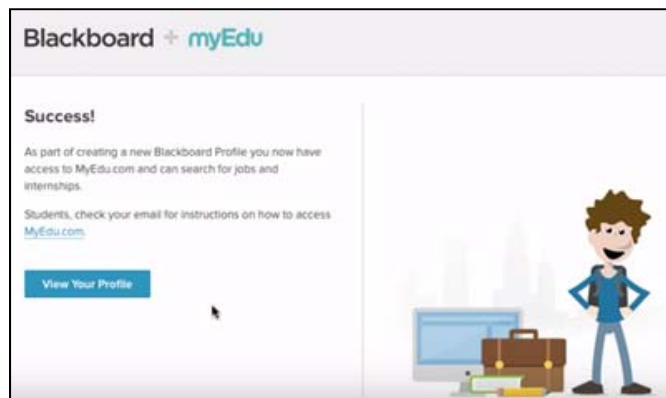 Blackboard + myEdu
Success!
As part of creating a new Blackboard Profile you now have
access to MyEdu.com and can search for jobs and
internships.
Students, check your email for instructions on how to access
MyEdu.com.
View Your Profile